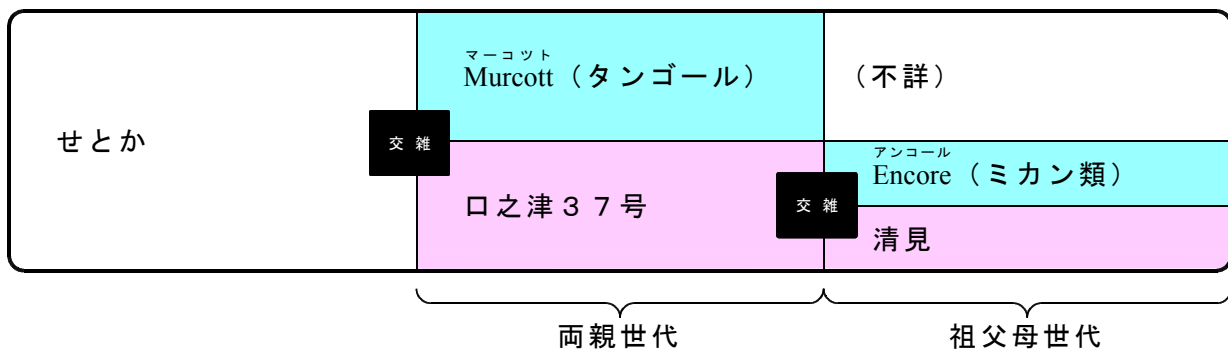 せとか
交雑
マーコット
Murcott（タンゴール）
口之津３７号
交雑
（不詳）
アンコール
Encore（ミカン類）
清見
両親世代
祖父母世代